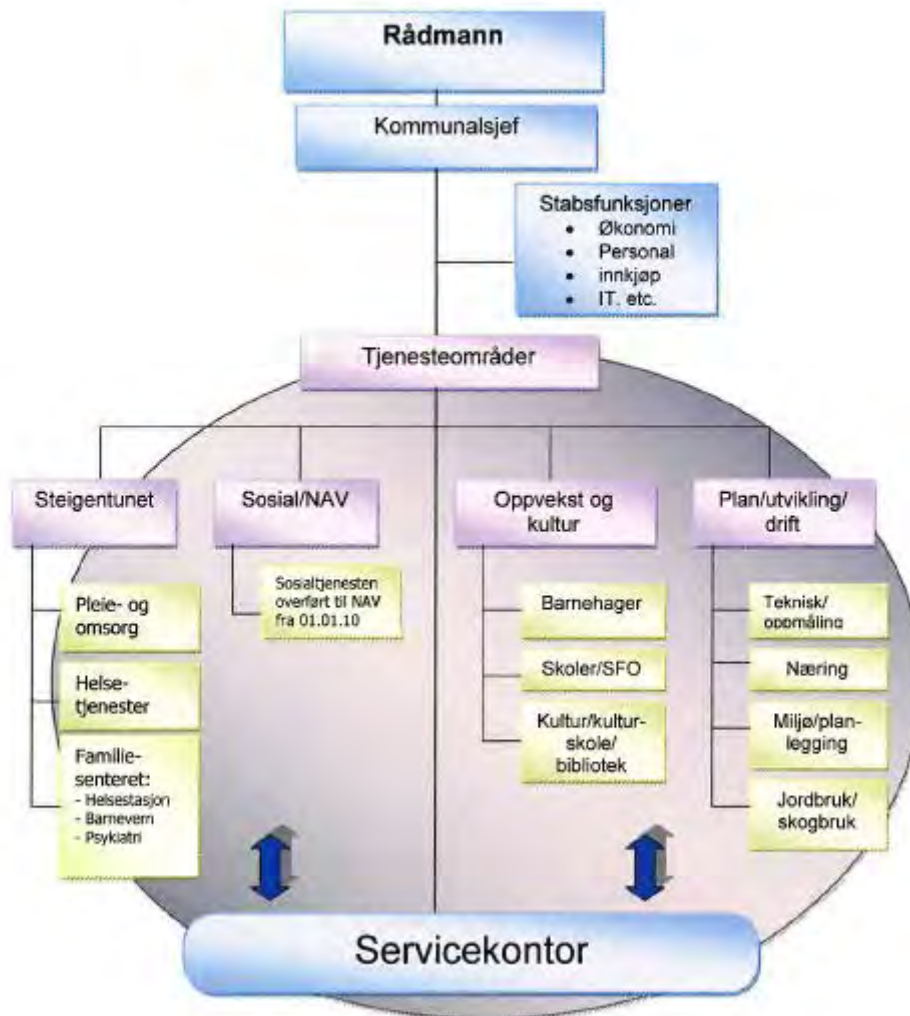 Rådmann
Kommunalsjef
Stabsfunksjoner
• Økonomi
• Personal
• innkjøp
• IT. etc.
Tjenesteområder
Steigentunet
Pleie- og
omsorg
Helse-
tjenester
Familie-
senteret:
- Helsestasjon
- Barnevern
- Psykiatri
Sosial/NAV
Sosialtjenesten
overført til NAV
fra 01.01.10
Oppvekst og
kultur
Barnehager
Skoler/SFO
Kultur/kultur-
skole/
bibliotek
Plan/utvikling/
drift
Teknisk/
oppmåling
Næring
Miljø/plan-
legging
Jordbruk/
skogbruk
Servicekontor